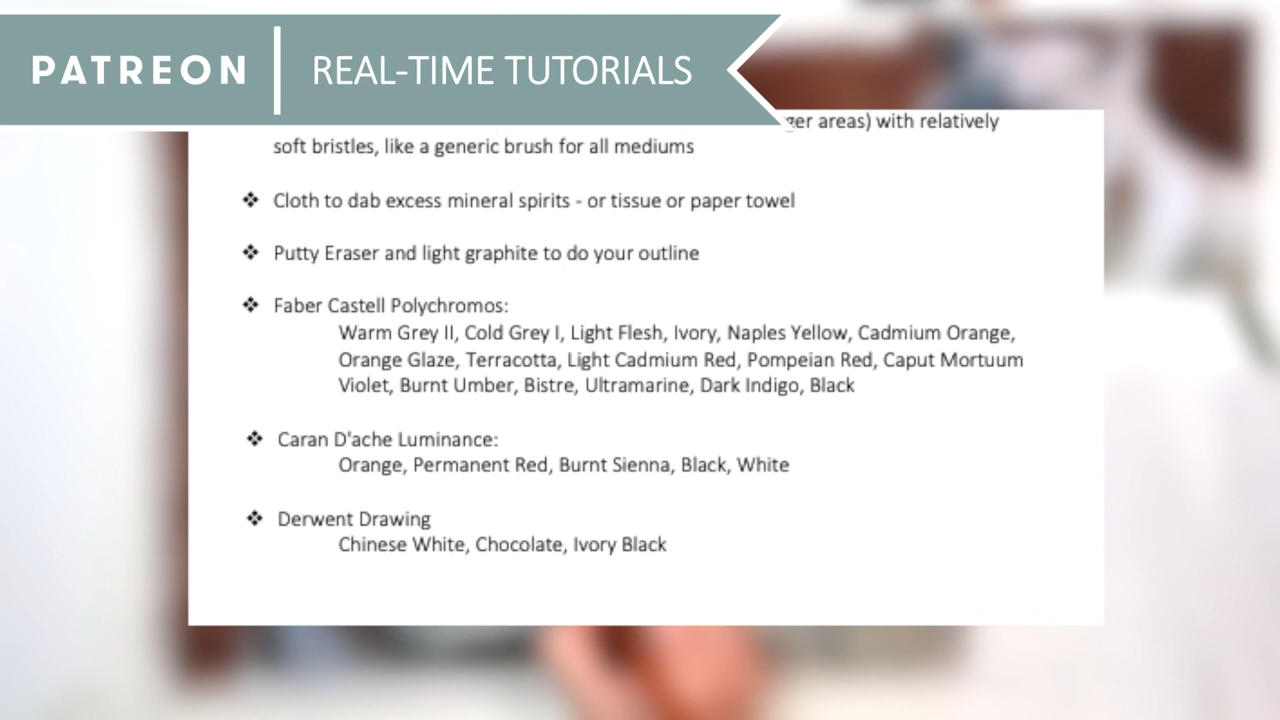 PATREON | REAL-TIME TUTORIALS
areas) with relatively
soft bristles, like a generic brush for all mediums
❖ Cloth to dab excess mineral spirits - or tissue or paper towel
❖ Putty Eraser and light graphite to do your outline
❖ Faber Castell Polychromos:
Warm Grey II, Cold Grey I, Light Flesh, Ivory, Naples Yellow, Cadmium Orange,
Orange Glaze, Terracotta, Light Cadmium Red, Pompeian Red, Caput Mortuum
Violet, Burnt Umber, Bistre, Ultramarine, Dark Indigo, Black
❖ Caran D'ache Luminance:
Orange, Permanent Red, Burnt Sienna, Black, White
❖ Derwent Drawing
Chinese White, Chocolate, Ivory Black